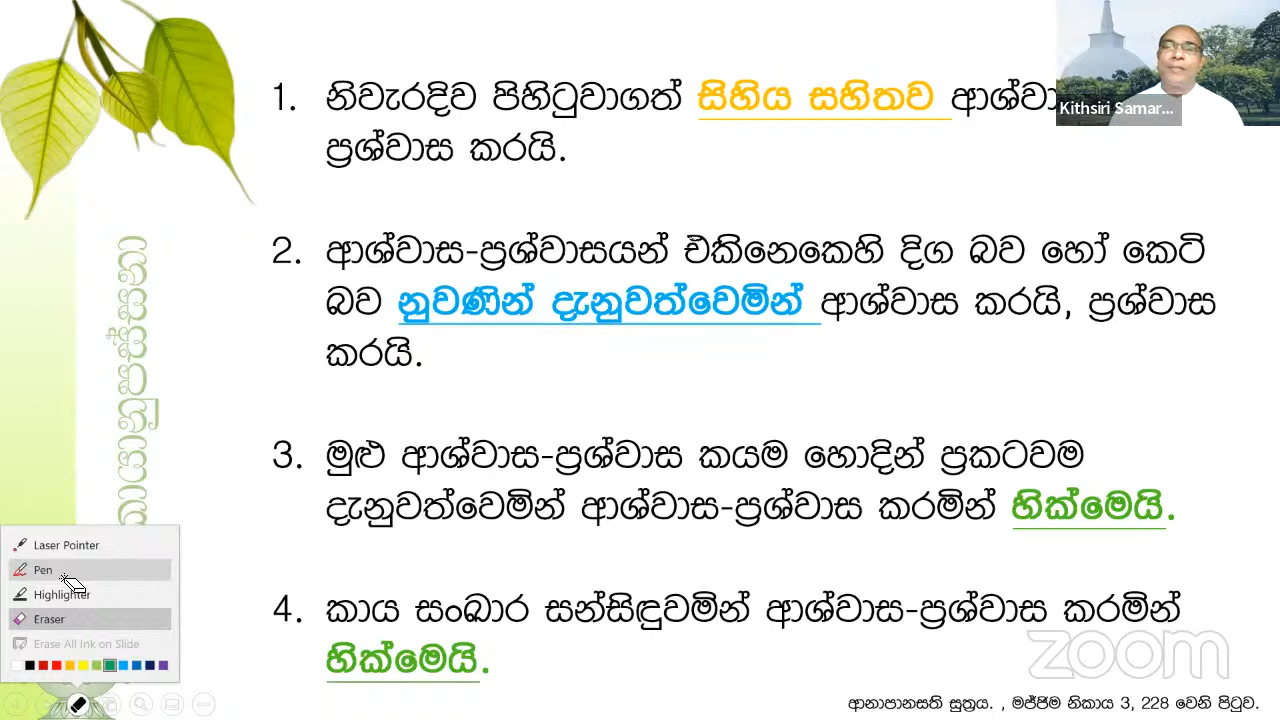 1. නිවැරදිව පිහිටුවාගත් සිහිය සහිතව
ප්‍රශ්වාස කරයි.
Kithsiri Samar...
2. ආශ්වාස-ප්‍රශ්වාසයන් එකිනෙකෙහි දිග බව හෝ කෙටි
බව නුවණින් දැනුවත්වෙමින් ආශ්වාස කරයි, ප්‍රශ්වාස
කරයි.
3. මුළු ආශ්වාස-ප්‍රශ්වාස කයම හොදින් ප්‍රකටවම
දැනුවත්වෙමින් ආශ්වාස-ප්‍රශ්වාස කරමින් හික්මෙයි.
4. කාය සංඛාර සන්සිඳුවමින් ආශ්වාස-ප්‍රශ්වාස කරමින්
හික්මෙයි.
කායානුපස්සනා
Laser Pointer
Pen
Highlighter
Eraser
Erase All Ink on Slide
zoom
ආනාපානසති සුත්‍රය. , මජ්ජිම නිකාය 3, 228 වෙනි පිටුව.